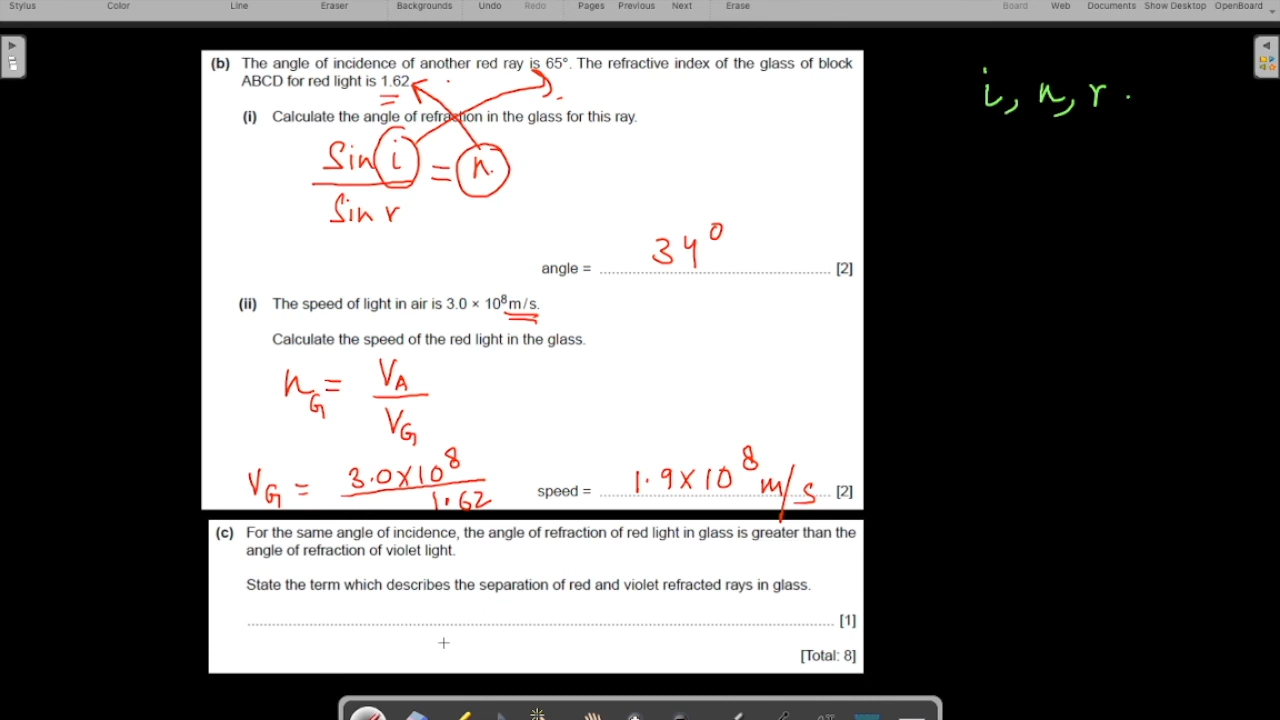 Stylus Color Line Eraser Backgrounds Undo Redo Pages Previous Next Erase Board Web Documents Show Desktop OpenBoard
(b) The angle of incidence of another red ray is 65°. The refractive index of the glass of block
ABCD for red light is 1.62.
i, n, r .
(i) Calculate the angle of refraction in the glass for this ray.
Sin i = n
Sin r
34°
angle = .......................................................... [2]
(ii) The speed of light in air is 3.0 × 10⁸ m/s.
Calculate the speed of the red light in the glass.
n_G = V_A
V_G
V_G = 3.0×10⁸
1.62
speed = 1.9×10⁸ m/s [2]
(c) For the same angle of incidence, the angle of refraction of red light in glass is greater than the
angle of refraction of violet light.
State the term which describes the separation of red and violet refracted rays in glass.
.......................................................... [1]
[Total: 8]